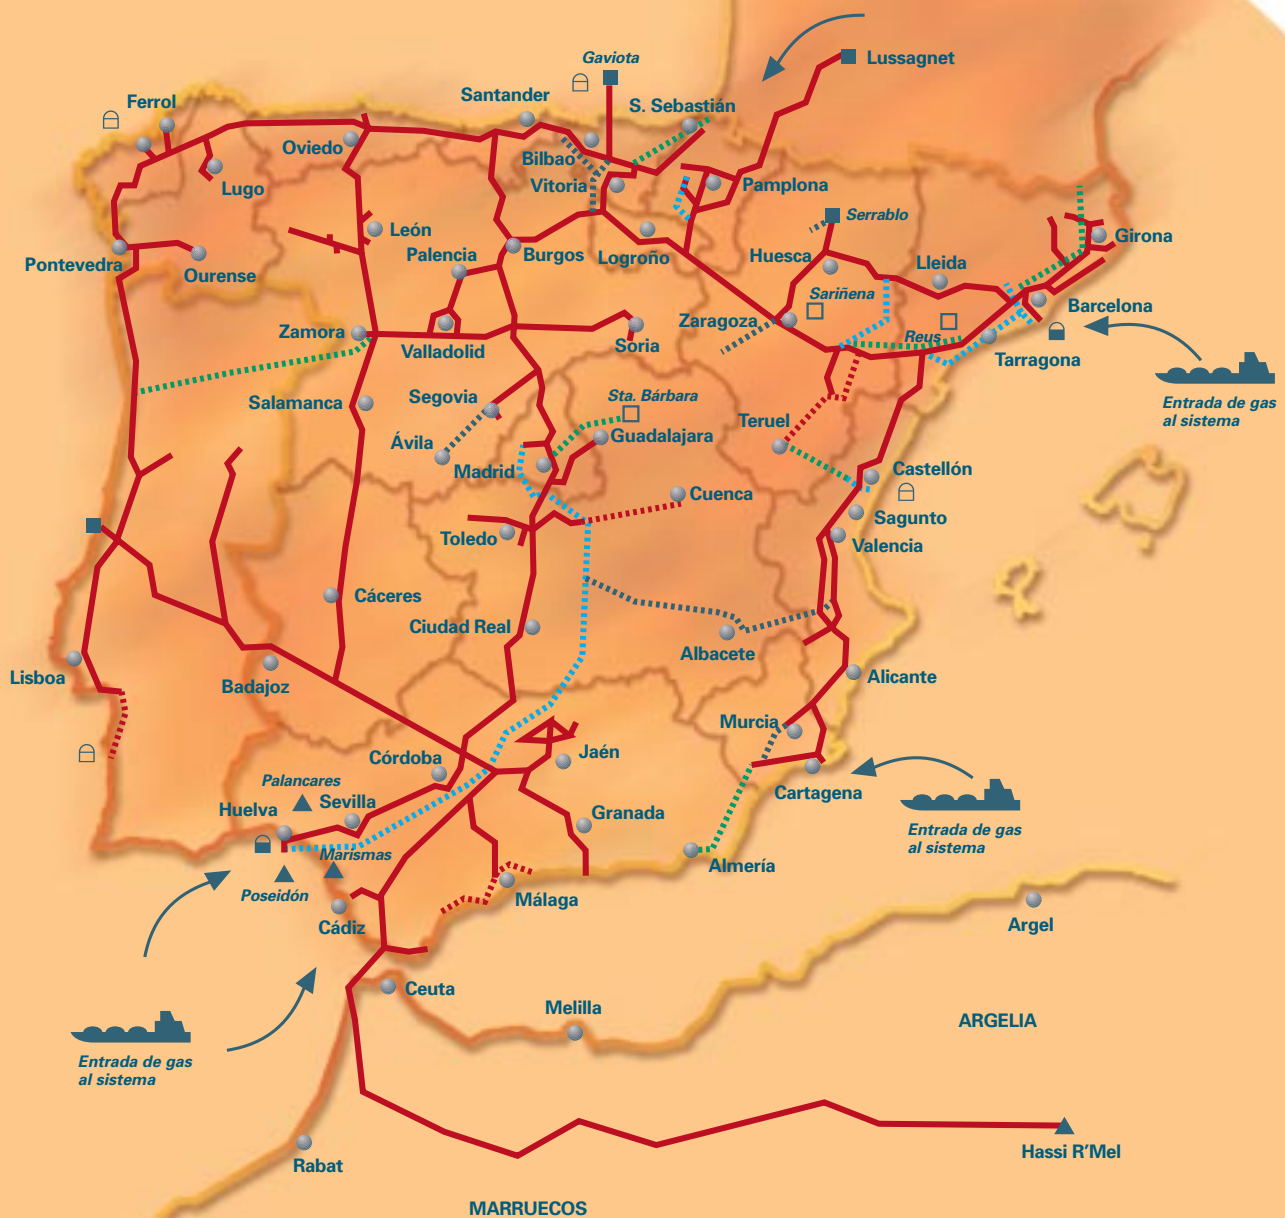 Gaviota
Lussagnet
Santander
S. Sebastián
Ferrol
Oviedo
Bilbao
Lugo
Vitoria
Pamplona
Serrablo
León
Girona
Palencia
Burgos
Logroño
Huesca
Lleida
Pontevedra
Ourense
Sariñena
Barcelona
Zamora
Valladolid
Soria
Zaragoza
Reus
Tarragona
Segovia
Sta. Bárbara
Salamanca
Entrada de gas
al sistema
Teruel
Ávila
Guadalajara
Madrid
Castellón
Cuenca
Sagunto
Toledo
Valencia
Cáceres
Ciudad Real
Albacete
Lisboa
Badajoz
Alicante
Murcia
Córdoba
Jaén
Palancares
Cartagena
Huelva
Sevilla
Granada
Entrada de gas
al sistema
Marismas
Almería
Poseidón
Málaga
Cádiz
Argel
Ceuta
Melilla
ARGELIA
Entrada de gas
al sistema
Hassi R’Mel
Rabat
MARRUECOS